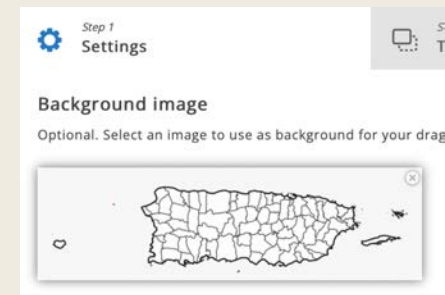 Step 1
Settings
Background image
Optional. Select an image to use as background for your drag